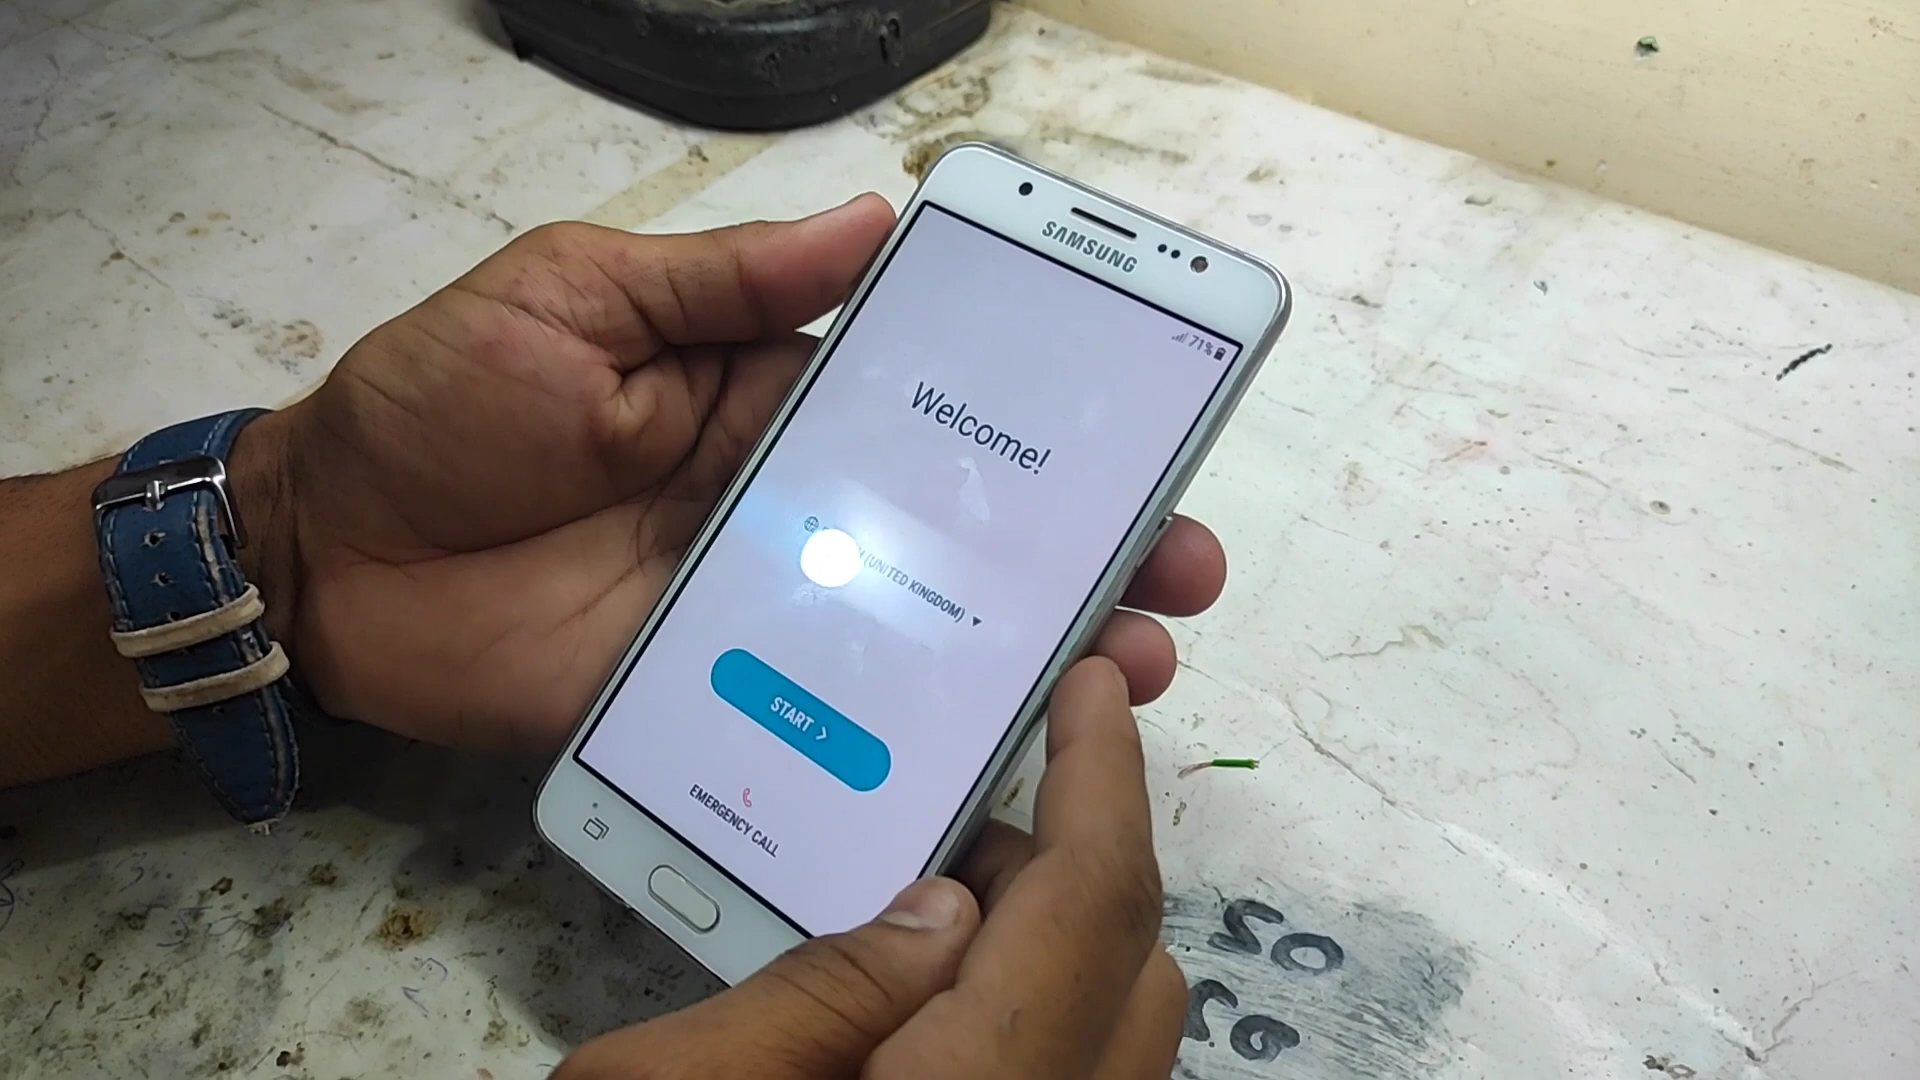 SAMSUNG
71%
Welcome!
(UNITED KINGDOM)
START >
EMERGENCY CALL